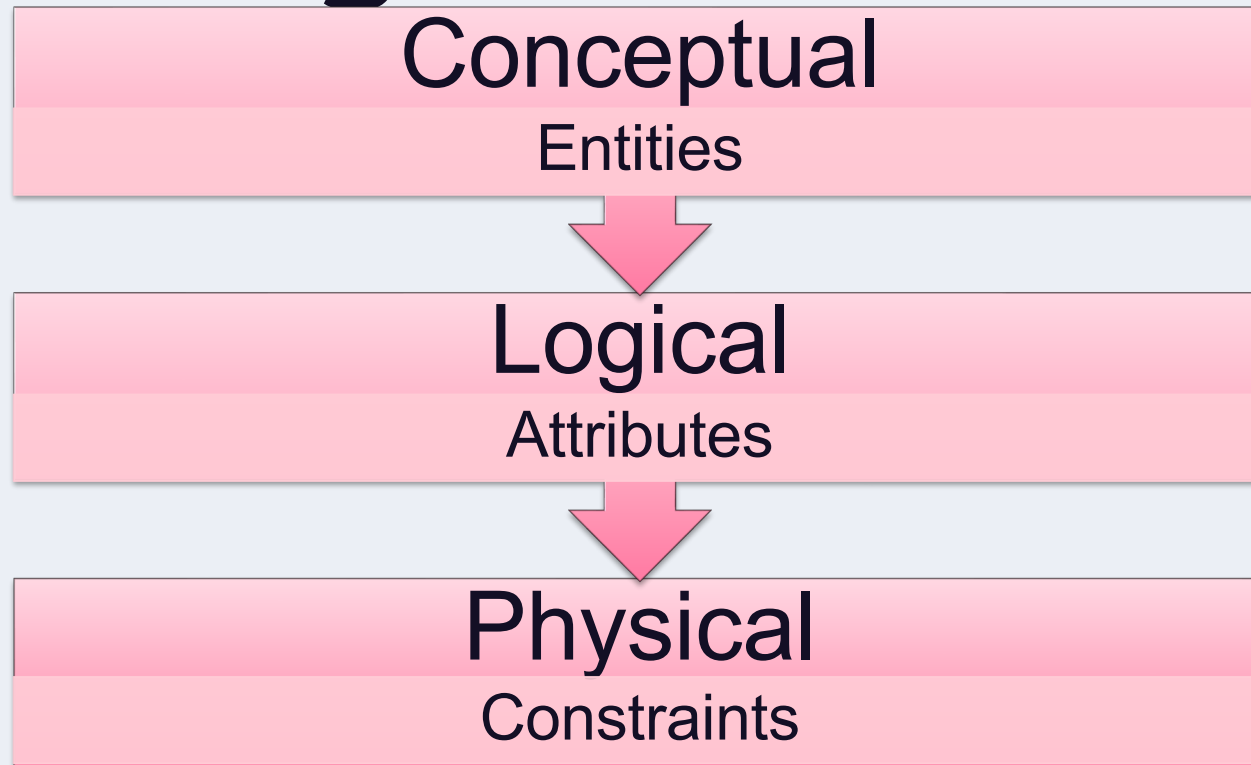 Conceptual
Entities
Logical
Attributes
Physical
Constraints